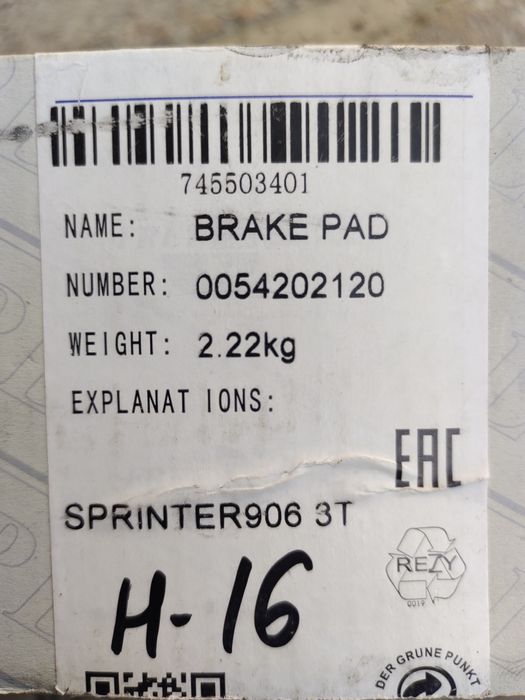 745503401
NAME: BRAKE PAD
NUMBER: 0054202120
WEIGHT: 2.22kg
EXPLANAT IONS:
EAC
SPRINTER906 3T
REZY
0019
H-16
DER GRUNE PUNKT